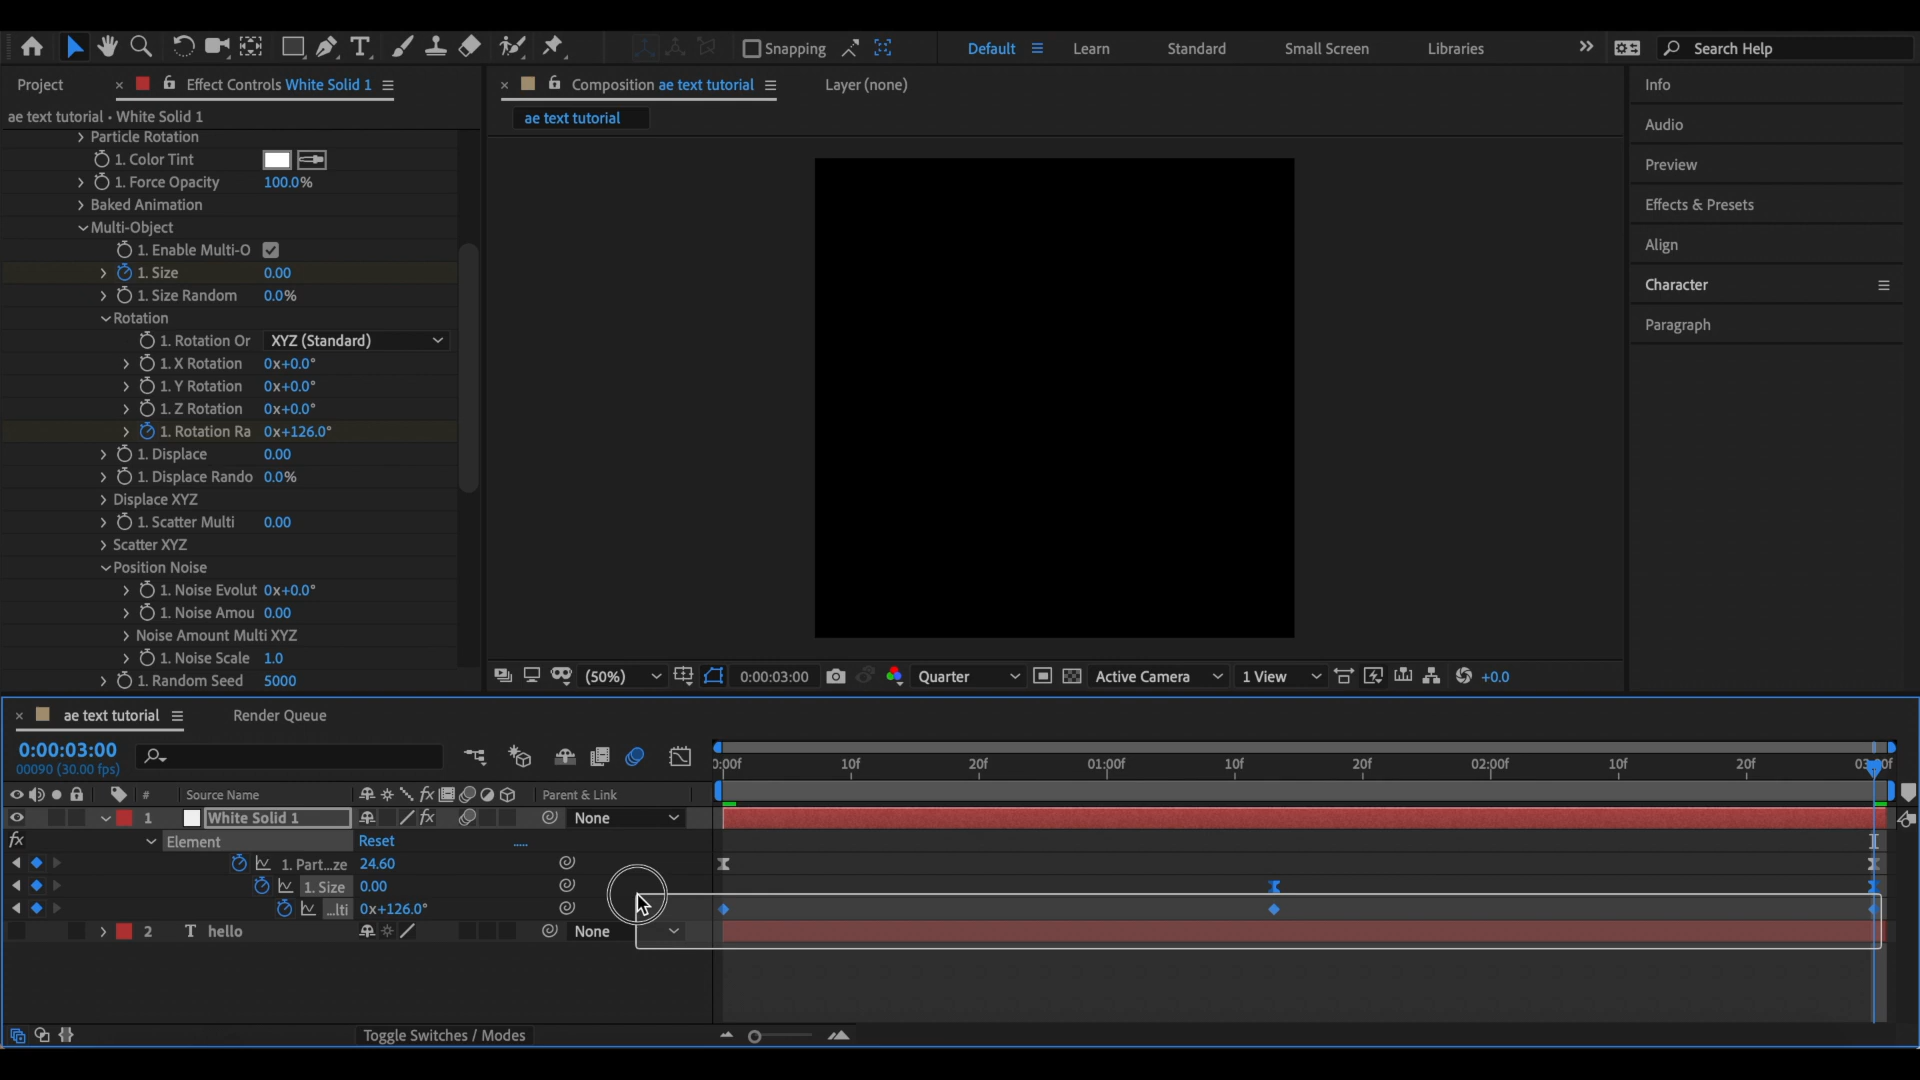 Snapping
Default
Learn
Standard
Small Screen
Libraries
Search Help
Project
Effect Controls White Solid 1
Composition ae text tutorial
Layer (none)
ae text tutorial • White Solid 1
ae text tutorial
Particle Rotation
1. Color Tint
1. Force Opacity 100.0%
Baked Animation
Multi-Object
1. Enable Multi-O
1. Size 0.00
1. Size Random 0.0%
Rotation
1. Rotation Or XYZ (Standard)
1. X Rotation 0x+0.0°
1. Y Rotation 0x+0.0°
1. Z Rotation 0x+0.0°
1. Rotation Ra 0x+126.0°
1. Displace 0.00
1. Displace Rando 0.0%
Displace XYZ
1. Scatter Multi 0.00
Scatter XYZ
Position Noise
1. Noise Evolut 0x+0.0°
1. Noise Amou 0.00
Noise Amount Multi XYZ
1. Noise Scale 1.0
1. Random Seed 5000
Info
Audio
Preview
Effects & Presets
Align
Character
Paragraph
(50%) 0:00:03:00 Quarter Active Camera 1 View +0.0
ae text tutorial
Render Queue
0:00:03:00
00090 (30.00 fps)
0:00f 10f 20f 01:00f 10f 20f 02:00f 10f 20f
# Source Name fx Parent & Link
1 White Solid 1 fx None
fx Element Reset .....
1. Part...ze 24.60
1. Size 0.00
...lti 0x+126.0°
2 T hello None
Toggle Switches / Modes